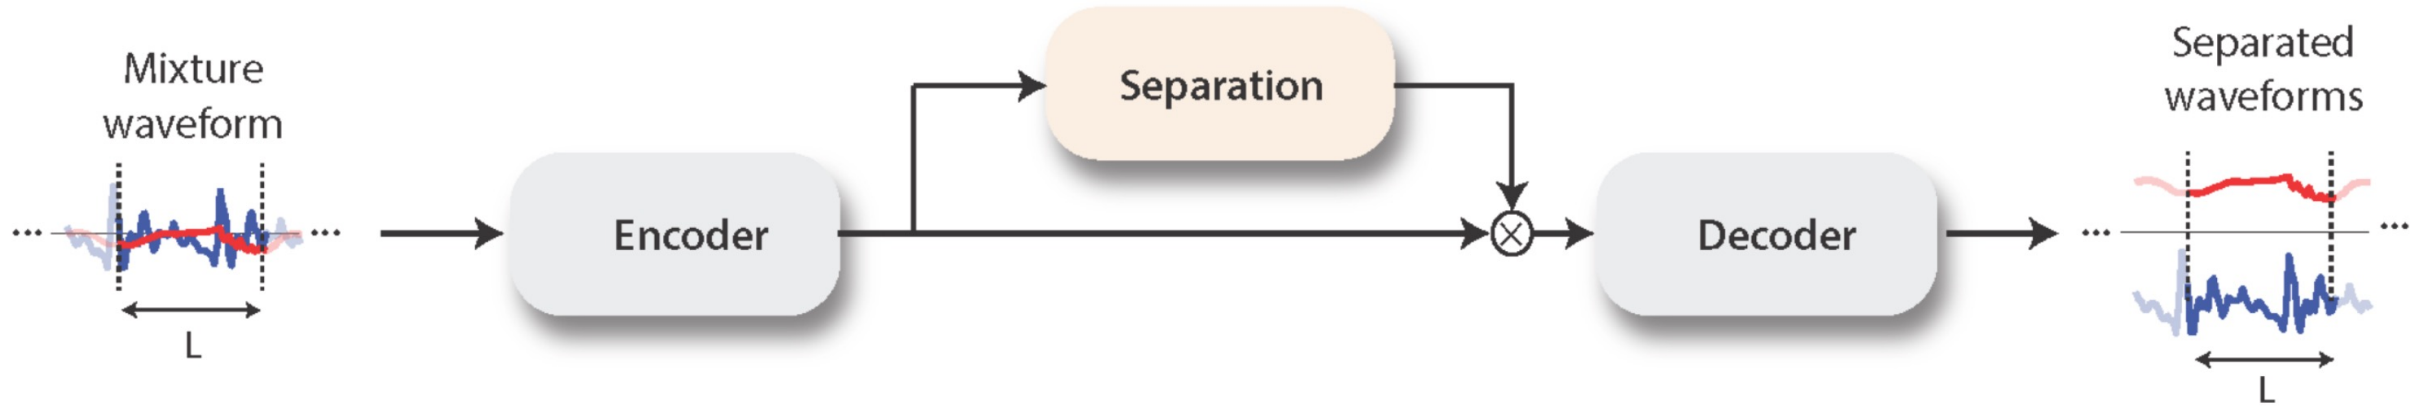 Mixture
waveform
...
...
L
Encoder
Separation
Decoder
Separated
waveforms
...
...
L